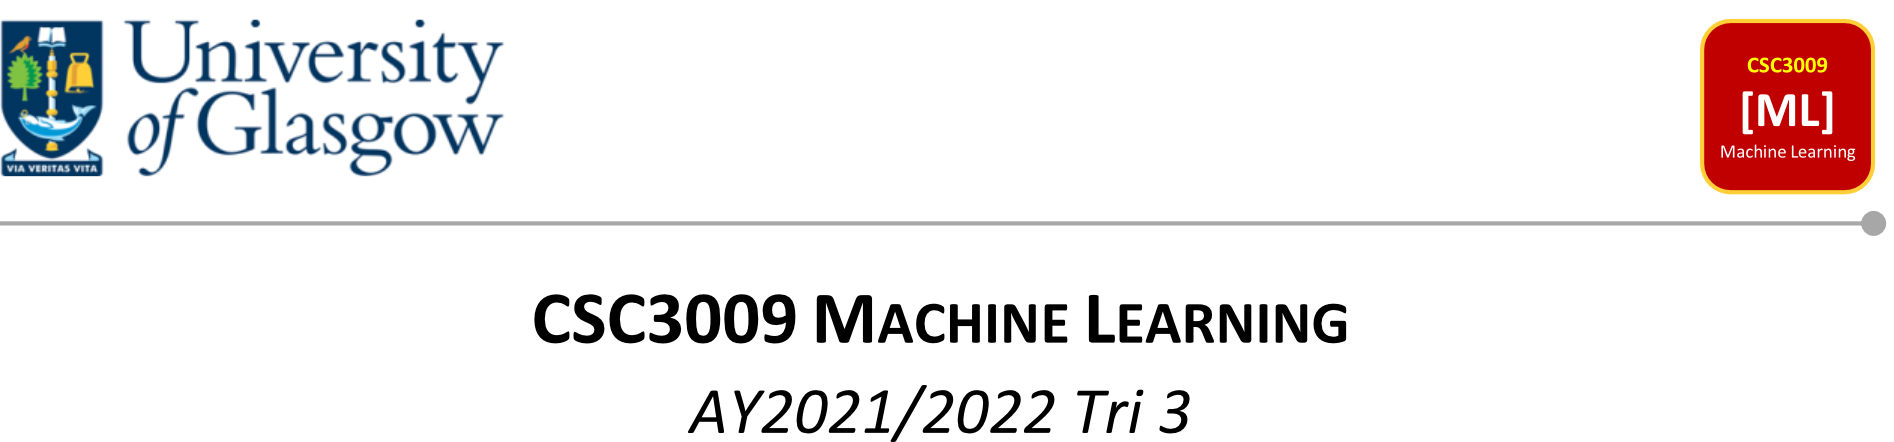 University
of Glasgow
VIA VERITAS VITA
CSC3009
[ML]
Machine Learning
CSC3009 MACHINE LEARNING
AY2021/2022 Tri 3